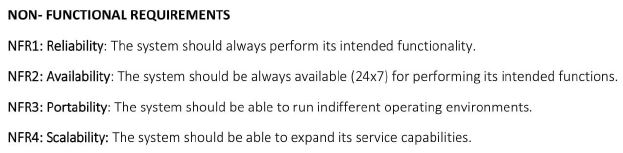 NON- FUNCTIONAL REQUIREMENTS
NFR1: Reliability: The system should always perform its intended functionality.
NFR2: Availability: The system should be always available (24x7) for performing its intended functions.
NFR3: Portability: The system should be able to run indifferent operating environments.
NFR4: Scalability: The system should be able to expand its service capabilities.